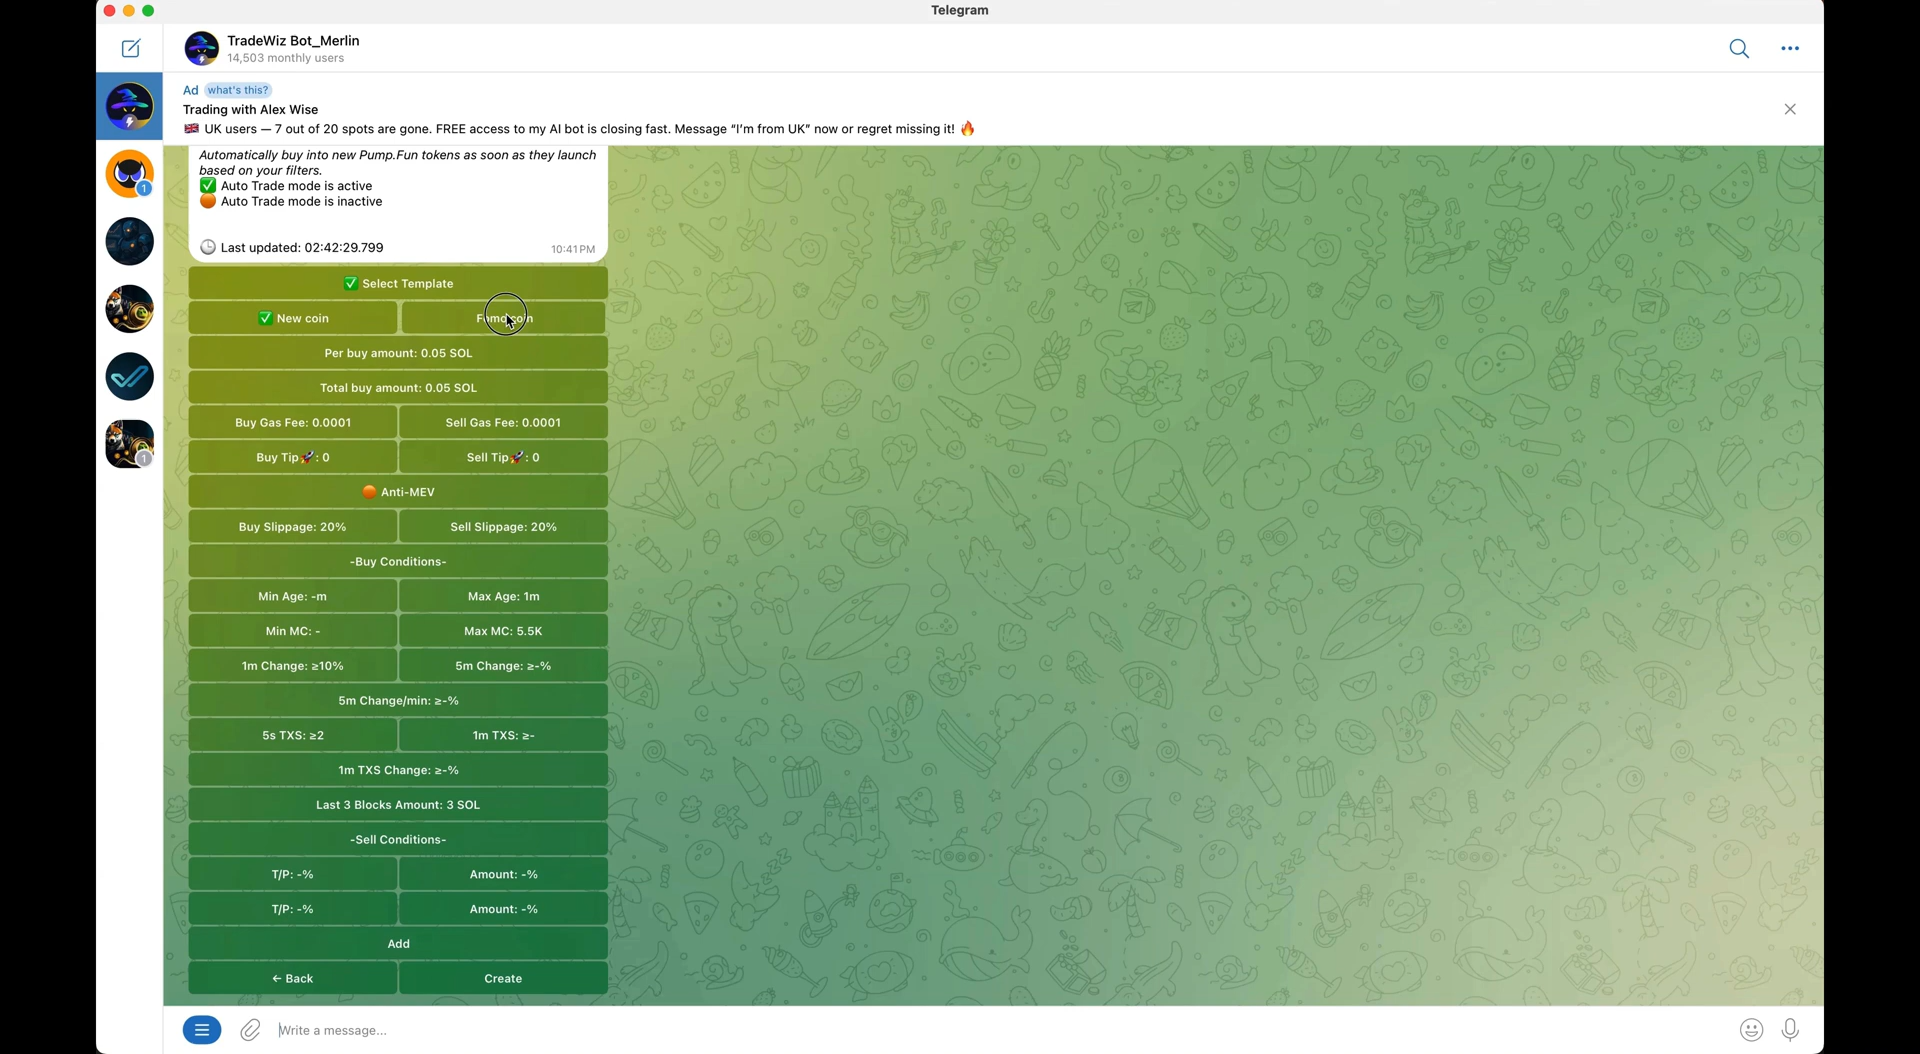 Telegram
TradeWiz Bot_Merlin
14,503 monthly users
Ad what's this?
Trading with Alex Wise
🇬🇧 UK users — 7 out of 20 spots are gone. FREE access to my AI bot is closing fast. Message “I’m from UK” now or regret missing it! 🔥
1
1
Automatically buy into new Pump.Fun tokens as soon as they launch
based on your filters.
✅ Auto Trade mode is active
🟠 Auto Trade mode is inactive
🕒 Last updated: 02:42:29.799 10:41 PM
✅ Select Template
✅ New coin Fomo coin
Per buy amount: 0.05 SOL
Total buy amount: 0.05 SOL
Buy Gas Fee: 0.0001 Sell Gas Fee: 0.0001
Buy Tip🚀: 0 Sell Tip🚀: 0
🟠 Anti-MEV
Buy Slippage: 20% Sell Slippage: 20%
-Buy Conditions-
Min Age: -m Max Age: 1m
Min MC: - Max MC: 5.5K
1m Change: ≥10% 5m Change: ≥-%
5m Change/min: ≥-%
5s TXS: ≥2 1m TXS: ≥-
1m TXS Change: ≥-%
Last 3 Blocks Amount: 3 SOL
-Sell Conditions-
T/P: -% Amount: -%
T/P: -% Amount: -%
Add
← Back Create
Write a message...